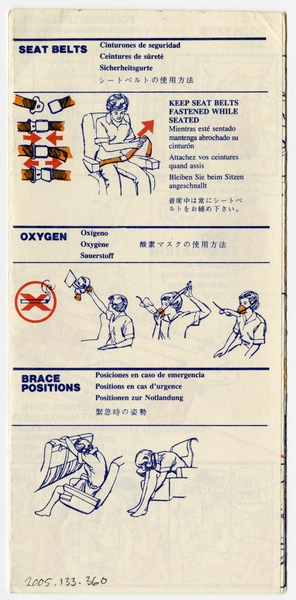 SEAT BELTS
Cinturones de seguridad
Ceintures de sûreté
Sicherheitsgurte
シートベルトの使用方法
KEEP SEAT BELTS
FASTENED WHILE
SEATED
Mientras esté sentado
mantenga abrochado su
cinturón
Attachez vos ceintures
quand assis
Bleiben Sie beim Sitzen
angeschnallt
着席中は常にシートベ
ルトをお締め下さい。
OXYGEN
Oxígeno
Oxygène
Sauerstoff
酸素マスクの使用方法
BRACE
POSITIONS
Posiciones en caso de emergencia
Positions en cas d'urgence
Positionen zur Notlandung
緊急時の姿勢
2005.133.360